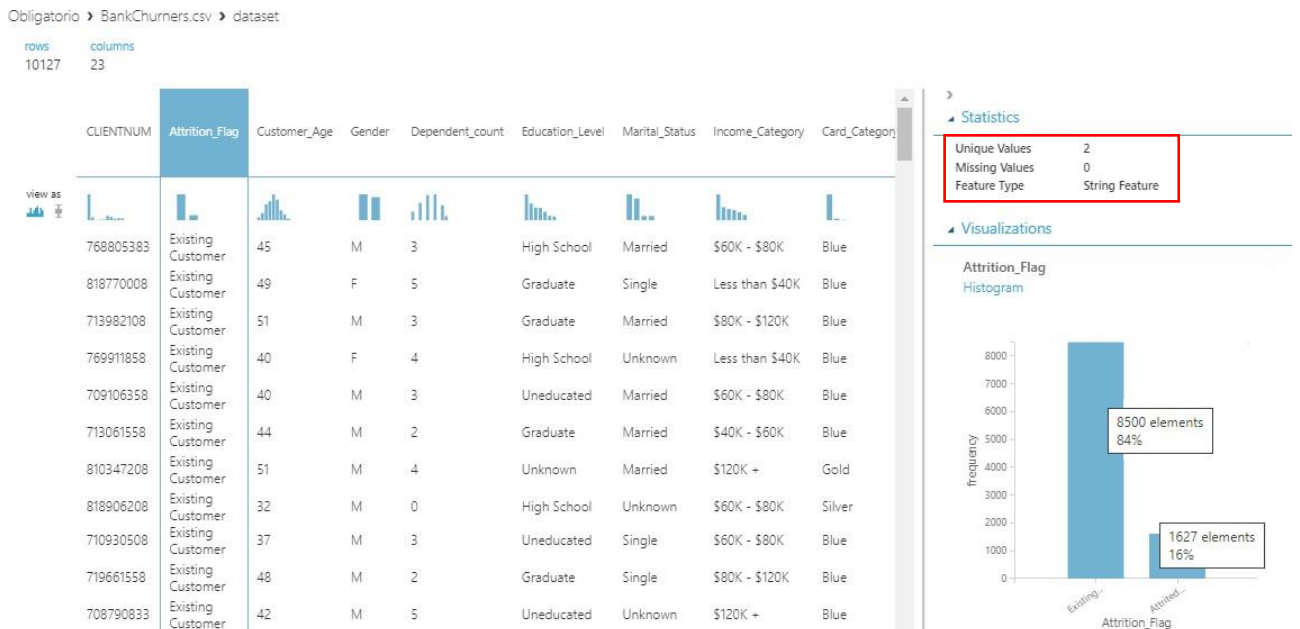 Obligatorio > BankChurners.csv > dataset
rows columns
10127 23
CLIENTNUM Attrition_Flag Customer_Age Gender Dependent_count Education_Level Marital_Status Income_Category Card_Category
view as
768805383 Existing Customer 45 M 3 High School Married $60K - $80K Blue
818770008 Existing Customer 49 F 5 Graduate Single Less than $40K Blue
713982108 Existing Customer 51 M 3 Graduate Married $80K - $120K Blue
769911858 Existing Customer 40 F 4 High School Unknown Less than $40K Blue
709106358 Existing Customer 40 M 3 Uneducated Married $60K - $80K Blue
713061558 Existing Customer 44 M 2 Graduate Married $40K - $60K Blue
810347208 Existing Customer 51 M 4 Unknown Married $120K + Gold
818906208 Existing Customer 32 M 0 High School Unknown $60K - $80K Silver
710930508 Existing Customer 37 M 3 Uneducated Single $60K - $80K Blue
719661558 Existing Customer 48 M 2 Graduate Single $80K - $120K Blue
708790833 Existing Customer 42 M 5 Uneducated Unknown $120K + Blue
Statistics
Unique Values 2
Missing Values 0
Feature Type String Feature
Visualizations
Attrition_Flag
Histogram
frequency
8000
7000
6000
5000
4000
3000
2000
1000
0
8500 elements
84%
1627 elements
16%
Existing... Attrited...
Attrition_Flag